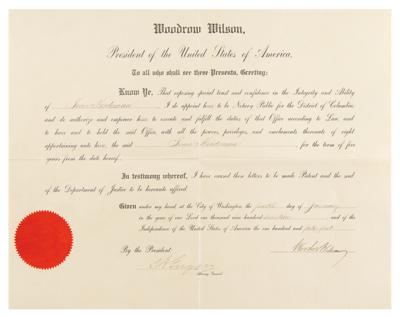 Woodrow Wilson,
President of the United States of America,
To all who shall see these Presents, Greeting:
Know Ye, That reposing special trust and confidence in the Integrity and Ability
of I do appoint her to be Notary Public for the District of Columbia,
and do authorize and empower her to execute and fulfill the duties of that Office according to Law, and
to have and to hold the said Office, with all the powers, privileges, and emoluments thereunto of right
appertaining unto her, the said for the term of five
years from the date hereof.
In testimony whereof, I have caused these letters to be made Patent and the seal
of the Department of Justice to be hereunto affixed.
Given under my hand at the City of Washington the fourth day of January
in the year of our Lord one thousand nine hundred and of the
Independence of the United States of America the one hundred and forty-first
By the President: Woodrow Wilson
Attorney General.